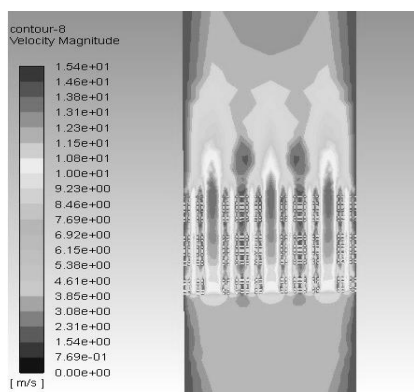 contour-8
Velocity Magnitude
1.54e+01
1.46e+01
1.38e+01
1.31e+01
1.23e+01
1.15e+01
1.08e+01
1.00e+01
9.23e+00
8.46e+00
7.69e+00
6.92e+00
6.15e+00
5.38e+00
4.61e+00
3.85e+00
3.08e+00
2.31e+00
1.54e+00
7.69e-01
0.00e+00
[ m/s ]